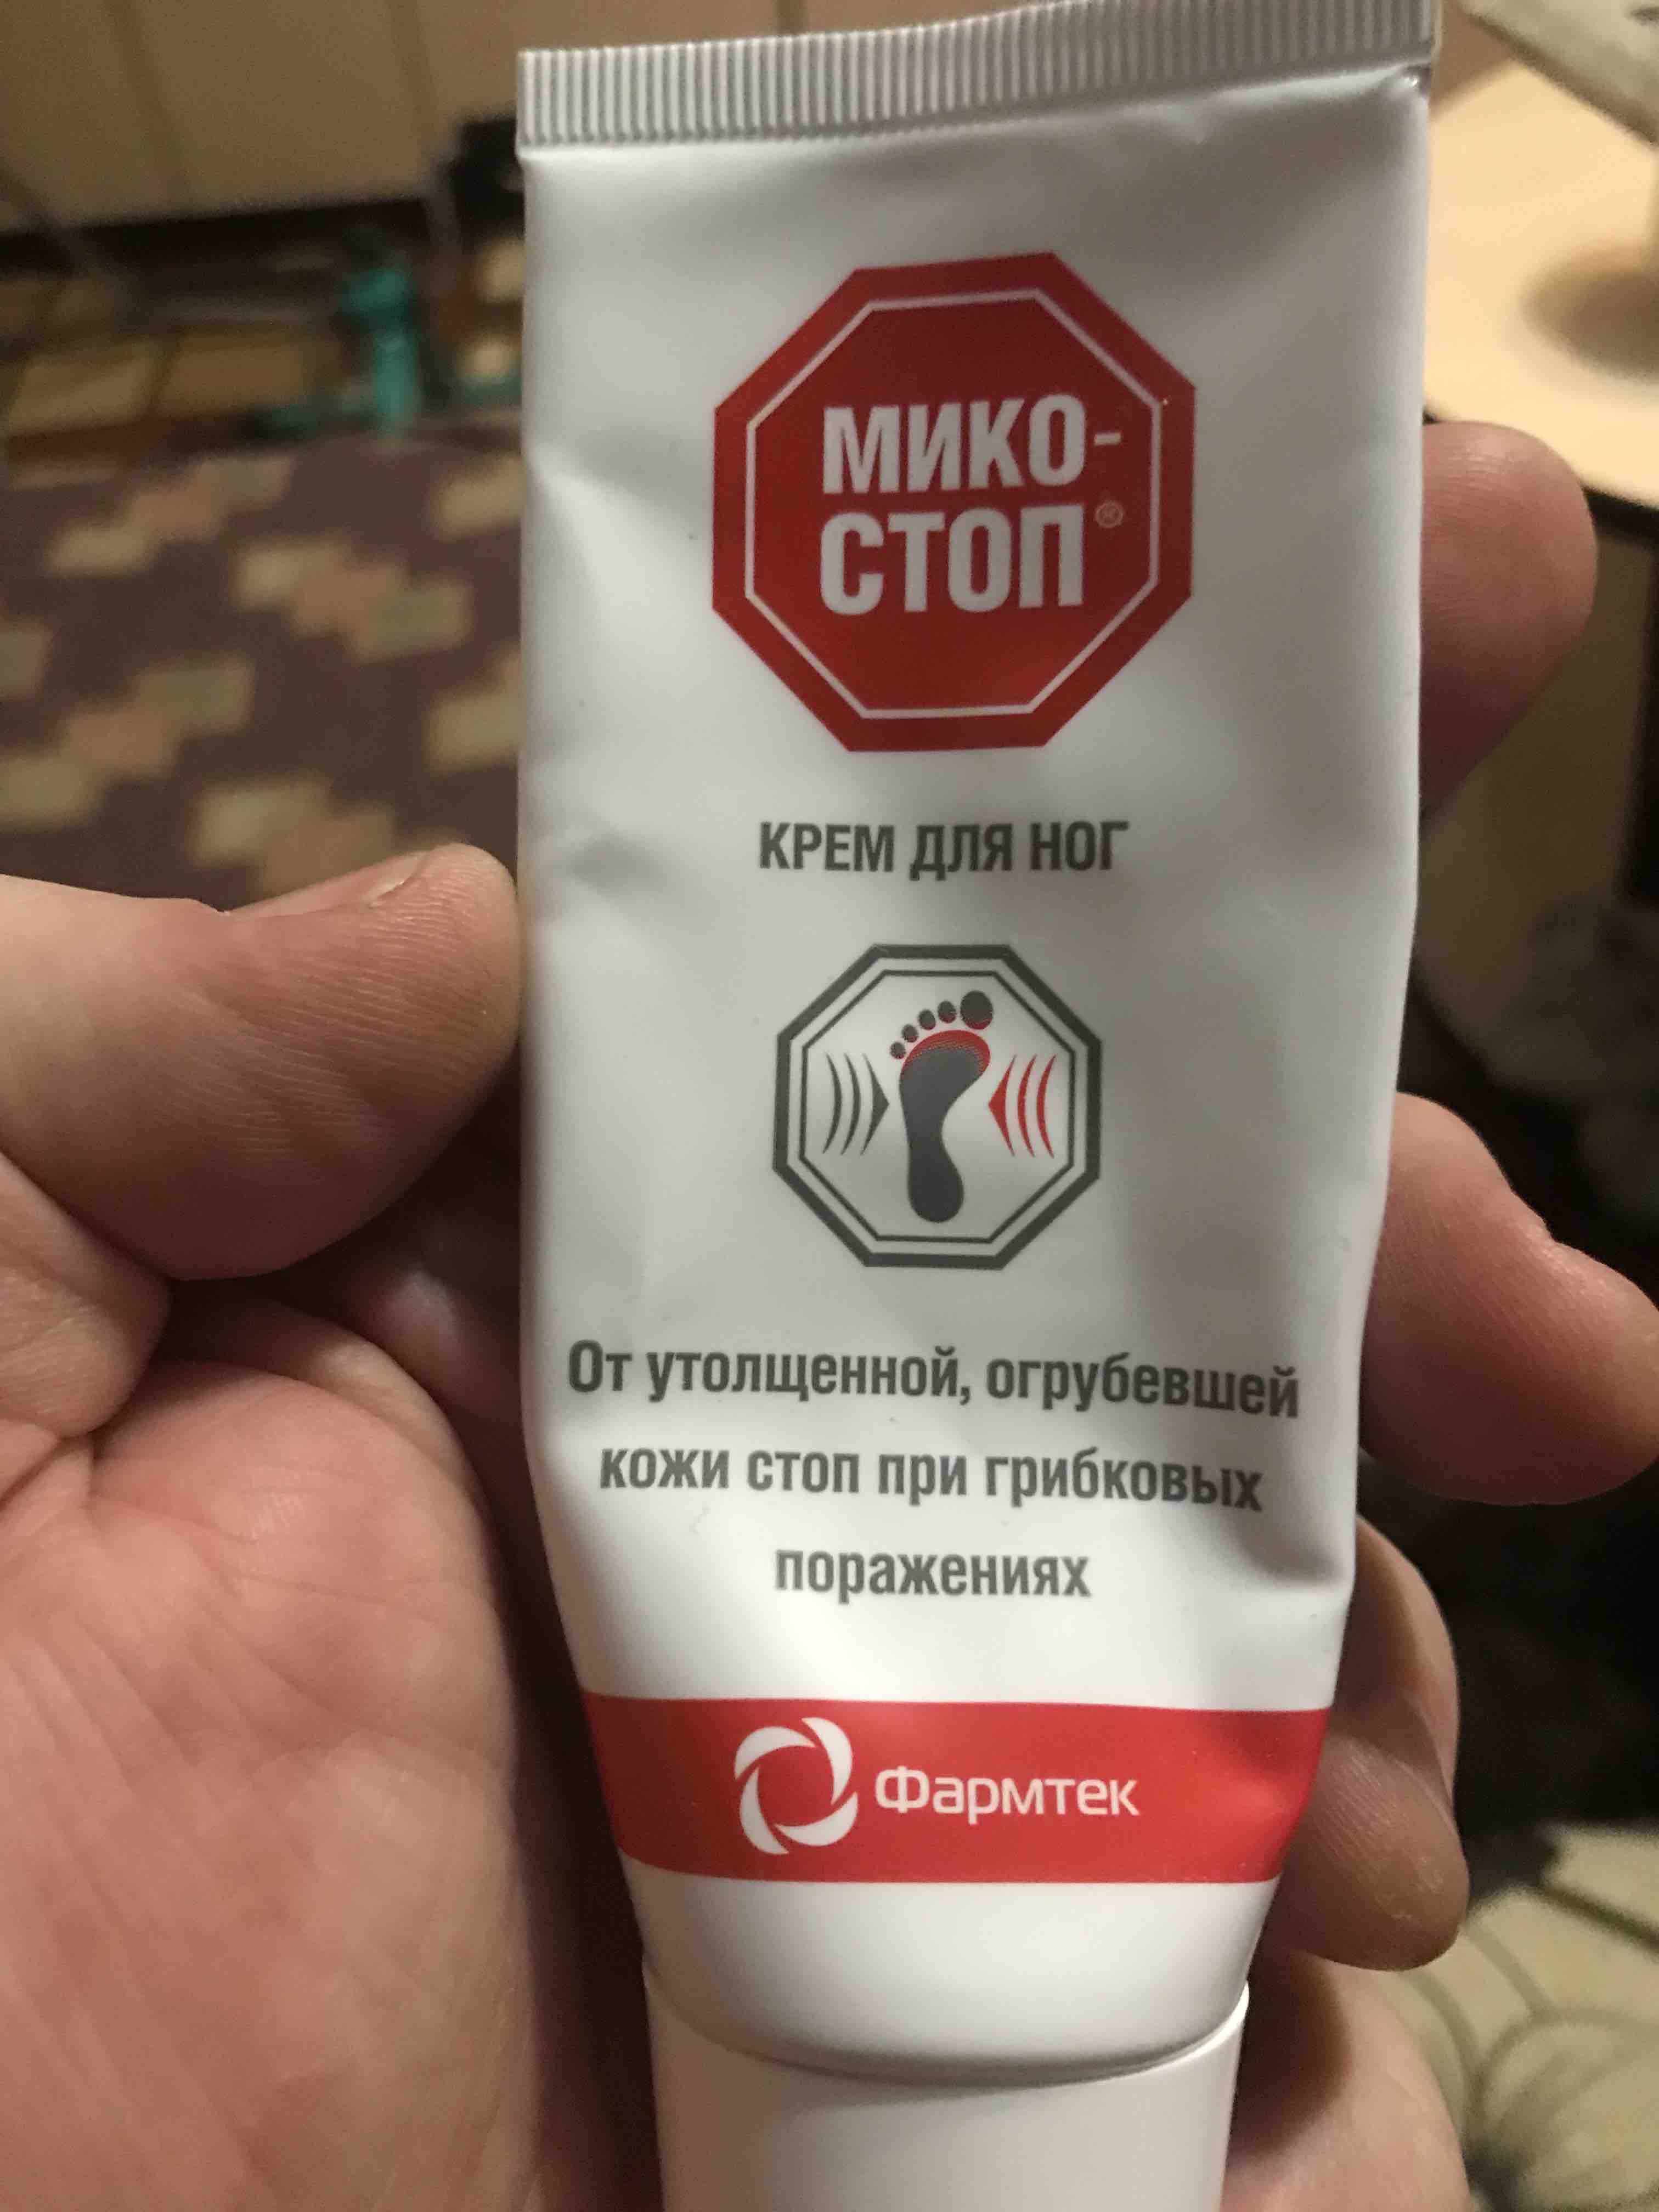 МИКО-
СТОП®
КРЕМ ДЛЯ НОГ
От утолщенной, огрубевшей
кожи стоп при грибковых
поражениях
Фармтек